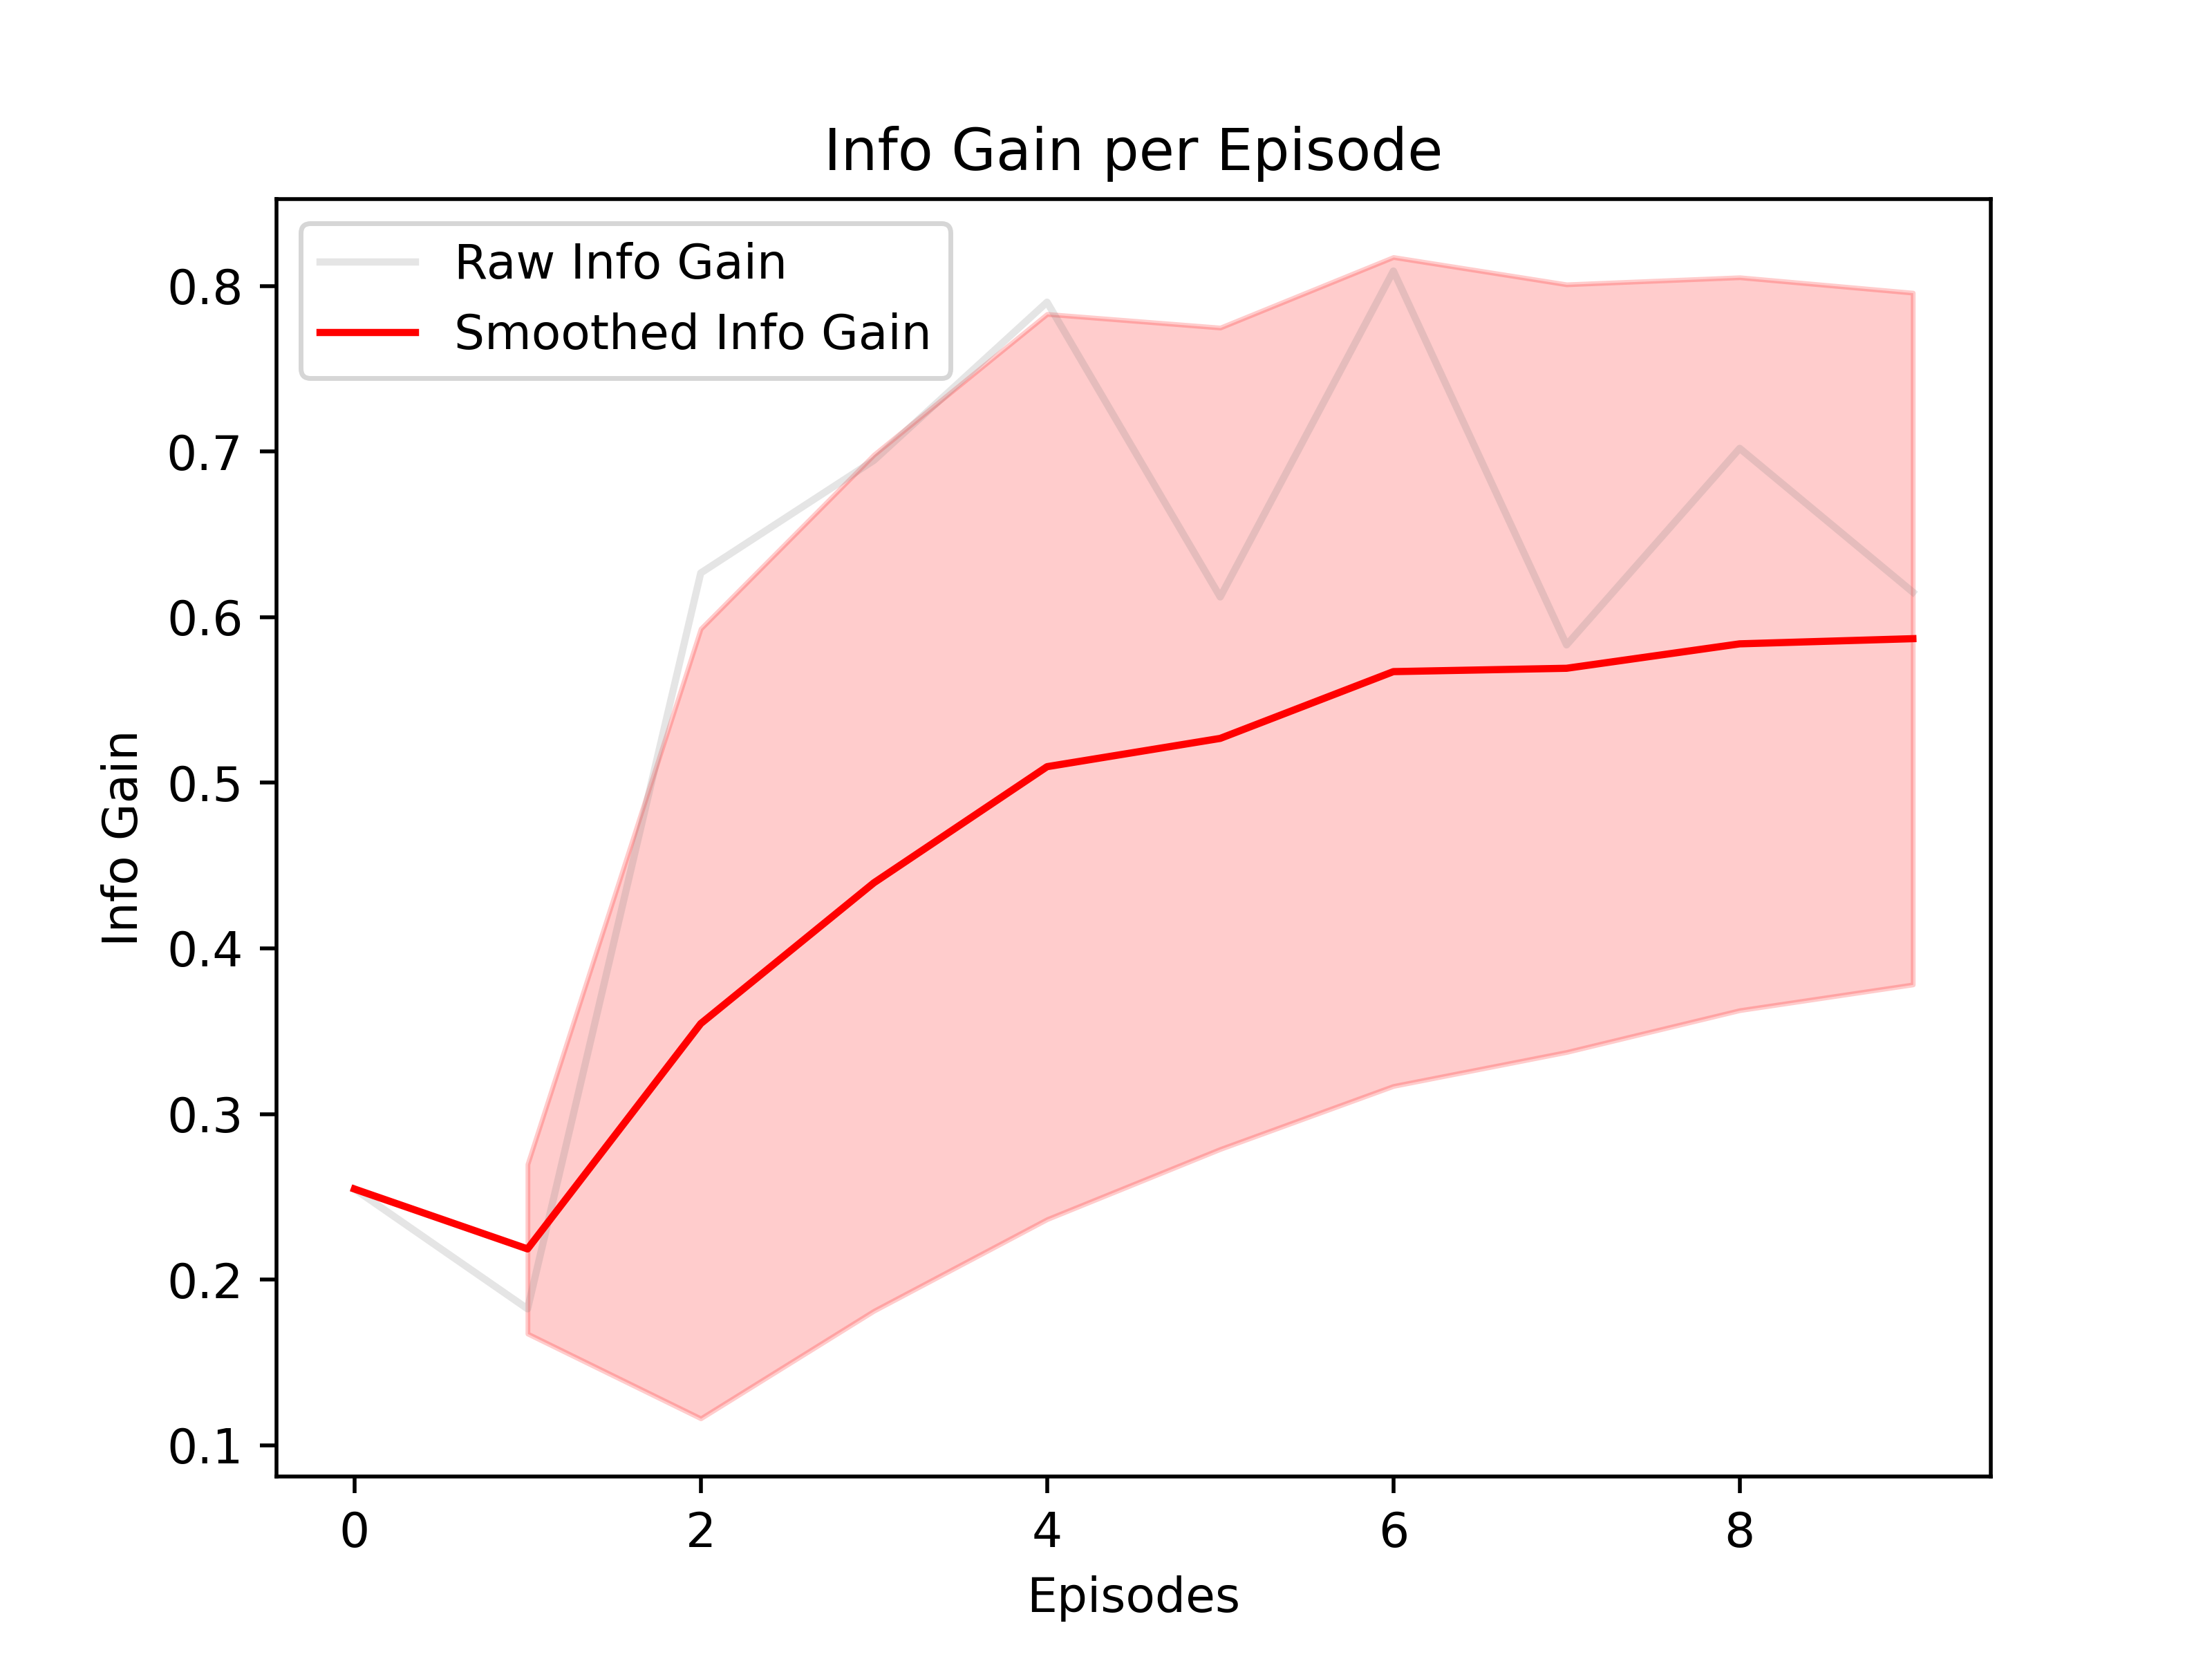 Info Gain per Episode
Raw Info Gain
Smoothed Info Gain
0.8
0.7
0.6
0.5
0.4
0.3
0.2
0.1
Info Gain
0 2 4 6 8
Episodes